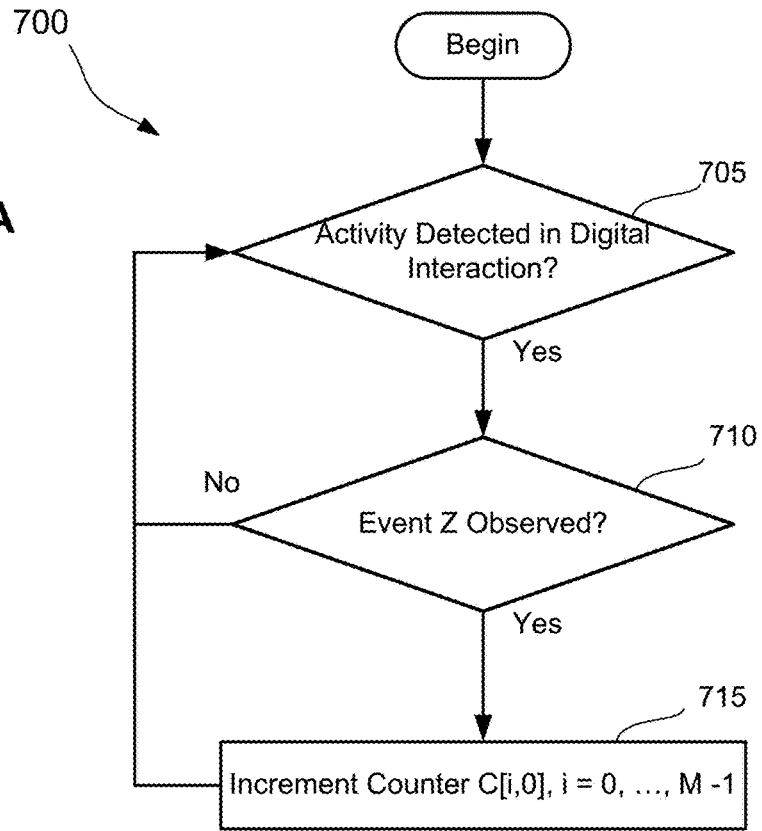 700
Begin
705
A
Activity Detected in Digital
Interaction?
Yes
710
No
Event Z Observed?
Yes
715
Increment Counter C[i,0], i = 0, ..., M -1